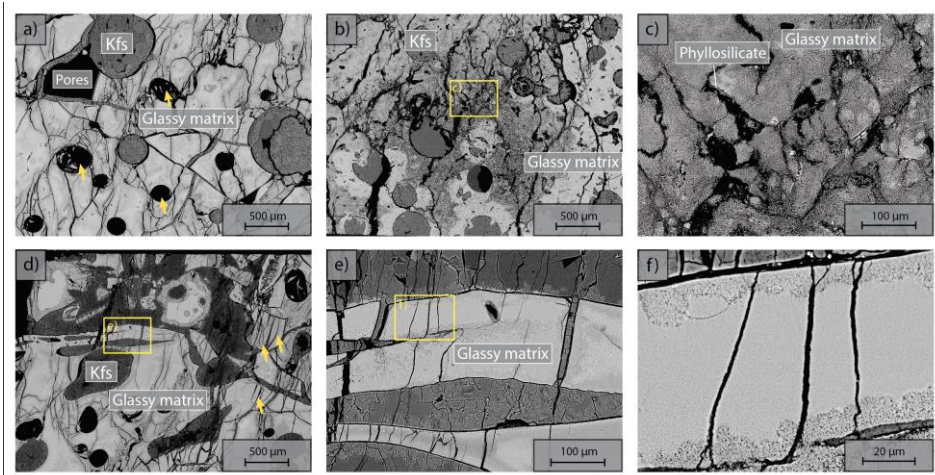 a)
Kfs
Pores
Glassy matrix
500 µm
b)
Kfs
c)
Glassy matrix
500 µm
c)
Glassy matrix
Phyllosilicate
100 µm
d)
Kfs
Glassy matrix
500 µm
e)
f)
Glassy matrix
100 µm
f)
20 µm